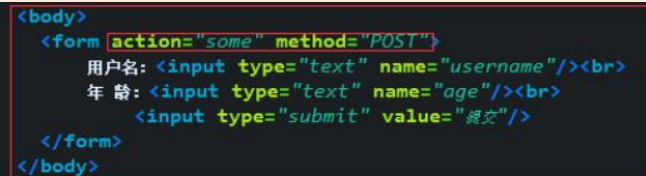 <body>
<form action="some" method="POST">
用户名：<input type="text" name="username"/><br>
年 龄：<input type="text" name="age"/><br>
<input type="submit" value="提交"/>
</form>
</body>